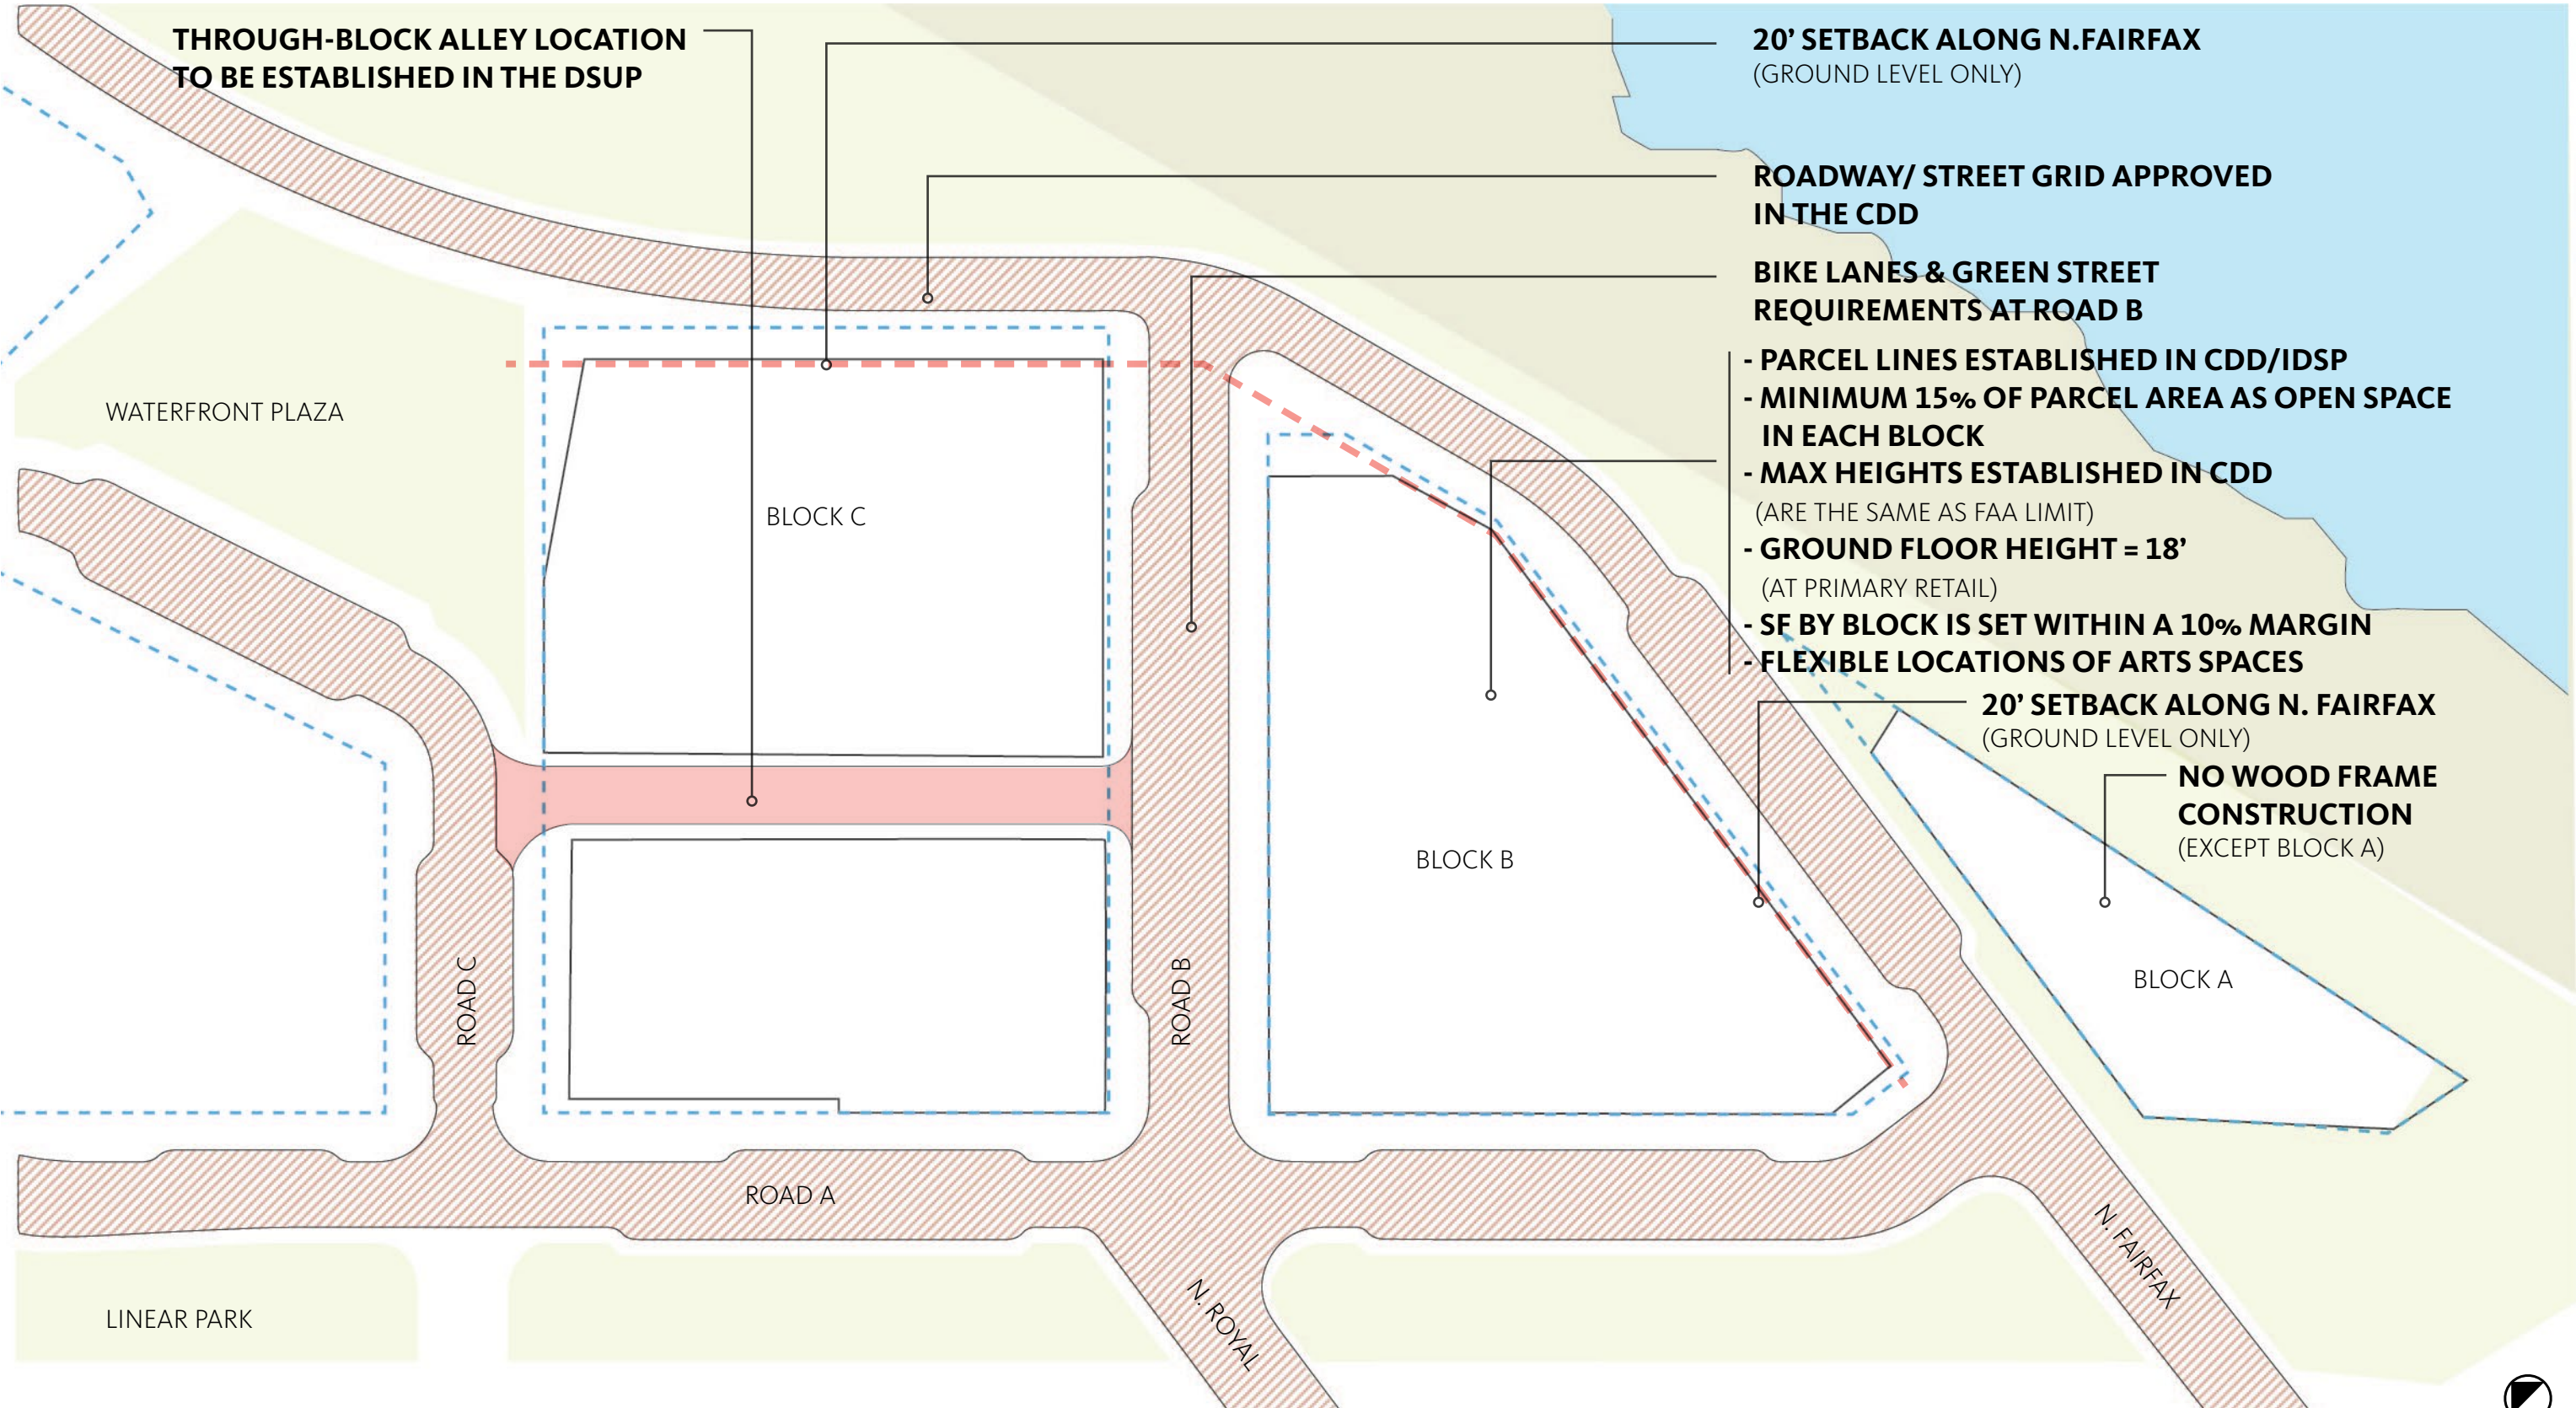 THROUGH-BLOCK ALLEY LOCATION
TO BE ESTABLISHED IN THE DSUP
20’ SETBACK ALONG N.FAIRFAX
(GROUND LEVEL ONLY)
ROADWAY/ STREET GRID APPROVED
IN THE CDD
BIKE LANES & GREEN STREET
REQUIREMENTS AT ROAD B
- PARCEL LINES ESTABLISHED IN CDD/IDSP
- MINIMUM 15% OF PARCEL AREA AS OPEN SPACE
IN EACH BLOCK
- MAX HEIGHTS ESTABLISHED IN CDD
(ARE THE SAME AS FAA LIMIT)
- GROUND FLOOR HEIGHT = 18’
(AT PRIMARY RETAIL)
- SF BY BLOCK IS SET WITHIN A 10% MARGIN
- FLEXIBLE LOCATIONS OF ARTS SPACES
20’ SETBACK ALONG N. FAIRFAX
(GROUND LEVEL ONLY)
NO WOOD FRAME
CONSTRUCTION
(EXCEPT BLOCK A)
WATERFRONT PLAZA
BLOCK C
BLOCK B
BLOCK A
ROAD C
ROAD B
ROAD A
N. FAIRFAX
N. ROYAL
LINEAR PARK